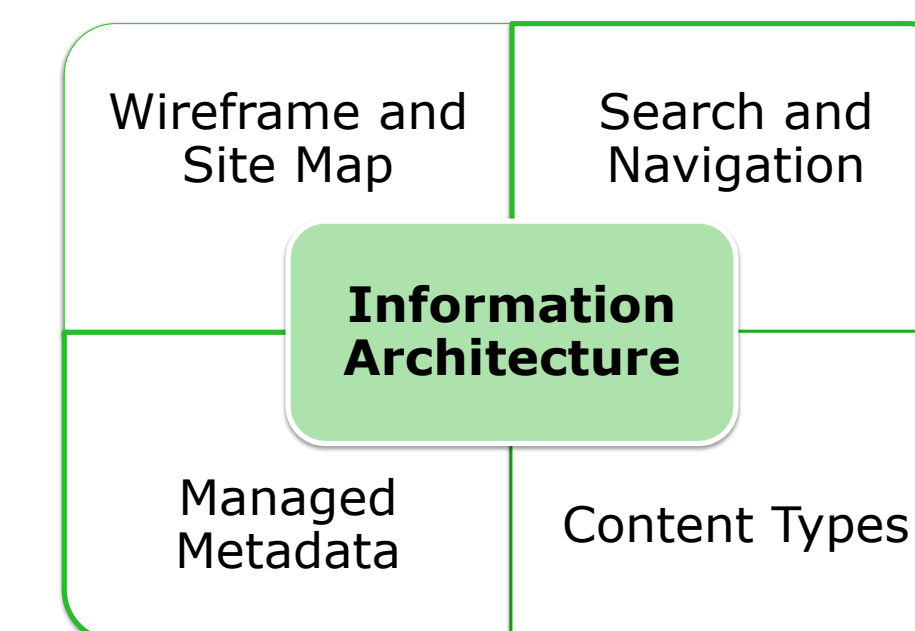 Wireframe and
Site Map
Search and
Navigation
Information
Architecture
Managed
Metadata
Content Types